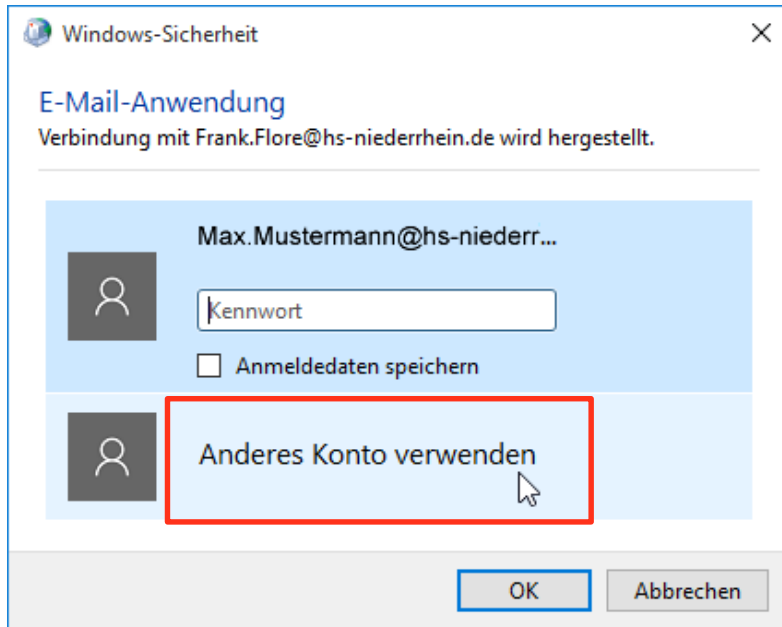 Windows-Sicherheit
E-Mail-Anwendung
Verbindung mit Frank.Flore@hs-niederrhein.de wird hergestellt.
Max.Mustermann@hs-niederr...
Kennwort
Anmeldedaten speichern
Anderes Konto verwenden
OK
Abbrechen